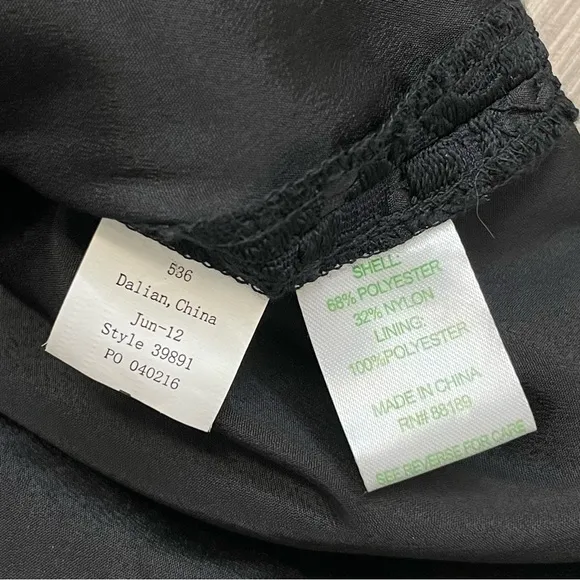 536
Dalian, China
Jun-12
Style 39891
PO 040216
SHELL:
68% POLYESTER
32% NYLON
LINING:
100%POLYESTER
MADE IN CHINA
RN# 88189
SEE REVERSE FOR CARE